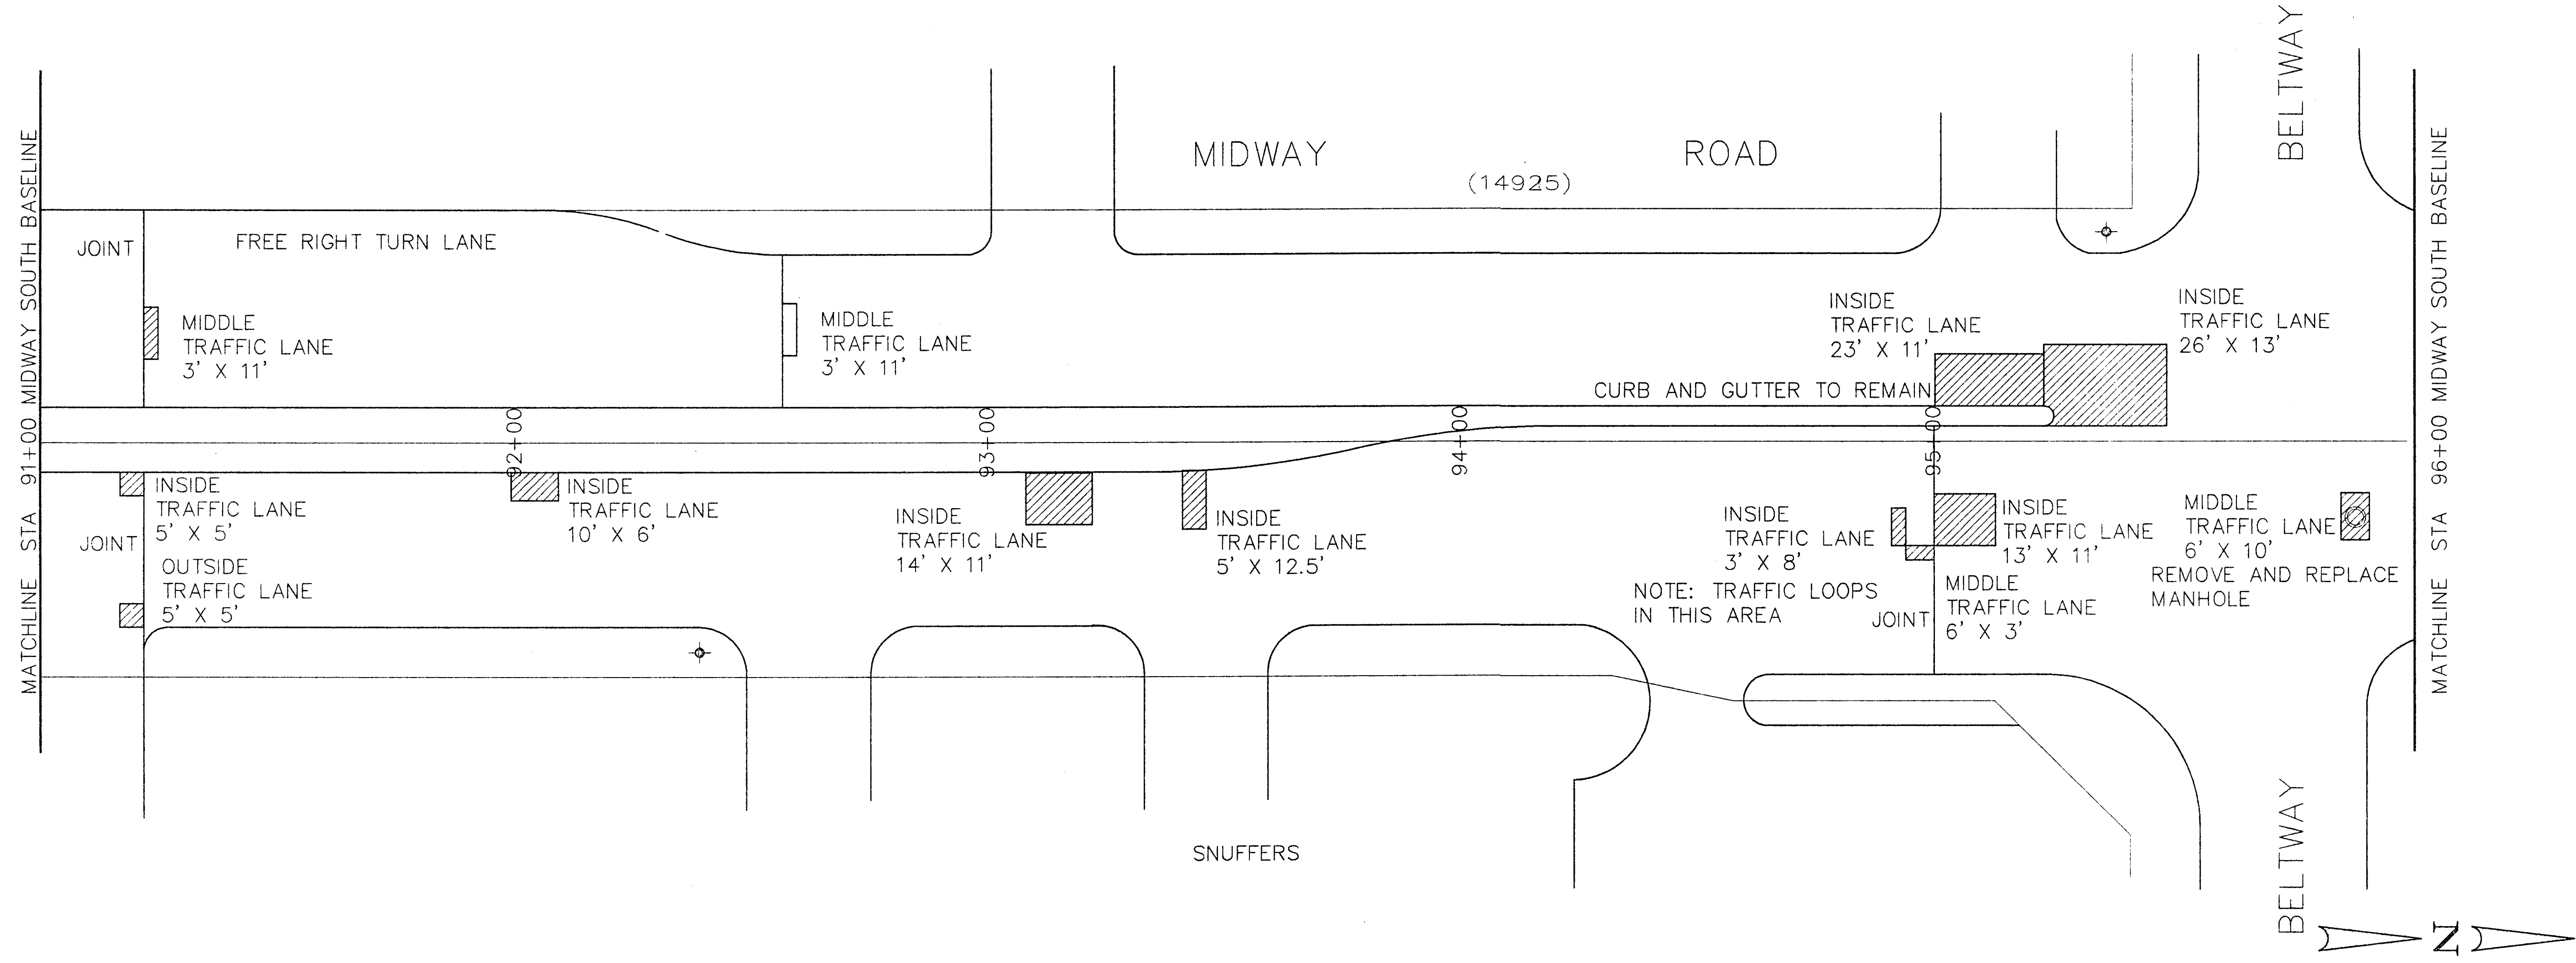 MATCHLINE STA 91+00 MIDWAY SOUTH BASELINE
MIDWAY ROAD
(14925)
BELTWAY
JOINT
FREE RIGHT TURN LANE
MIDDLE
TRAFFIC LANE
3' X 11'
MIDDLE
TRAFFIC LANE
3' X 11'
INSIDE
TRAFFIC LANE
23' X 11'
INSIDE
TRAFFIC LANE
26' X 13'
CURB AND GUTTER TO REMAIN
92+00
93+00
94+00
95+00
INSIDE
TRAFFIC LANE
5' X 5'
JOINT
OUTSIDE
TRAFFIC LANE
5' X 5'
INSIDE
TRAFFIC LANE
10' X 6'
INSIDE
TRAFFIC LANE
14' X 11'
INSIDE
TRAFFIC LANE
5' X 12.5'
INSIDE
TRAFFIC LANE
3' X 8'
NOTE: TRAFFIC LOOPS
IN THIS AREA
JOINT
INSIDE
TRAFFIC LANE
13' X 11'
MIDDLE
TRAFFIC LANE
6' X 3'
MIDDLE
TRAFFIC LANE
6' X 10'
REMOVE AND REPLACE
MANHOLE
MATCHLINE STA 96+00 MIDWAY SOUTH BASELINE
SNUFFERS
BELTWAY
N